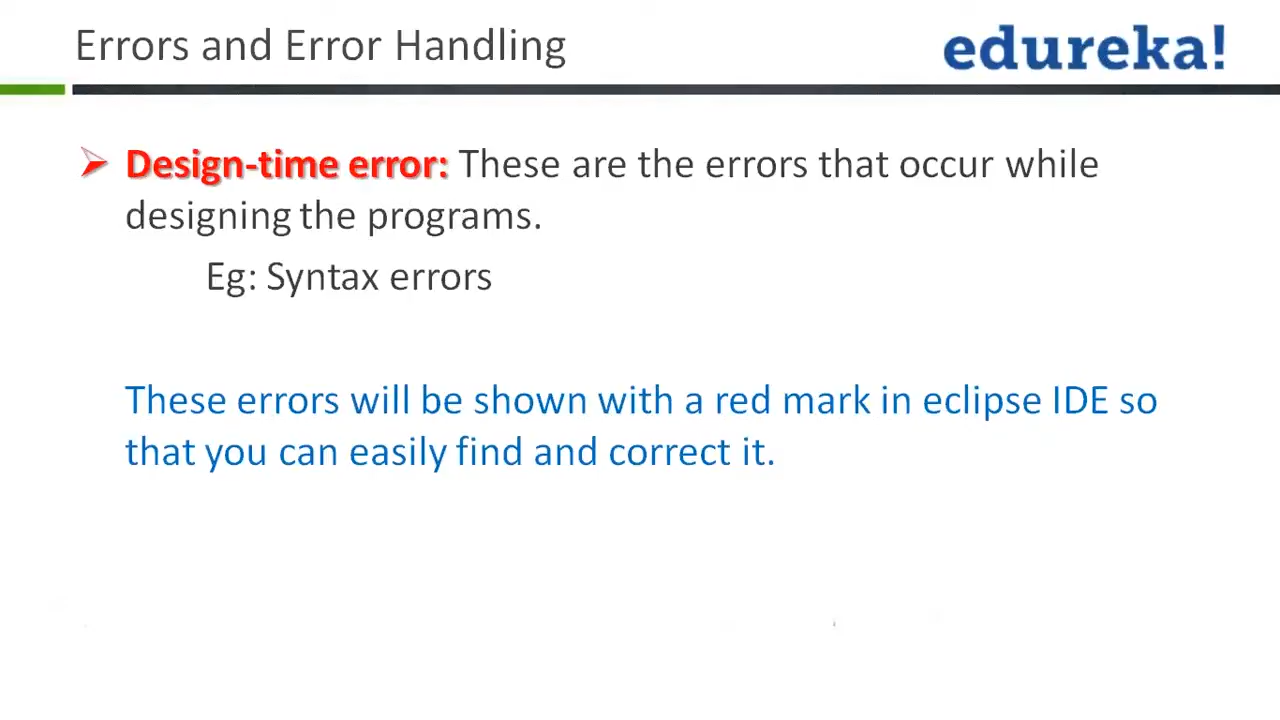 Errors and Error Handling
edureka!
Design-time error: These are the errors that occur while
designing the programs.
Eg: Syntax errors
These errors will be shown with a red mark in eclipse IDE so
that you can easily find and correct it.